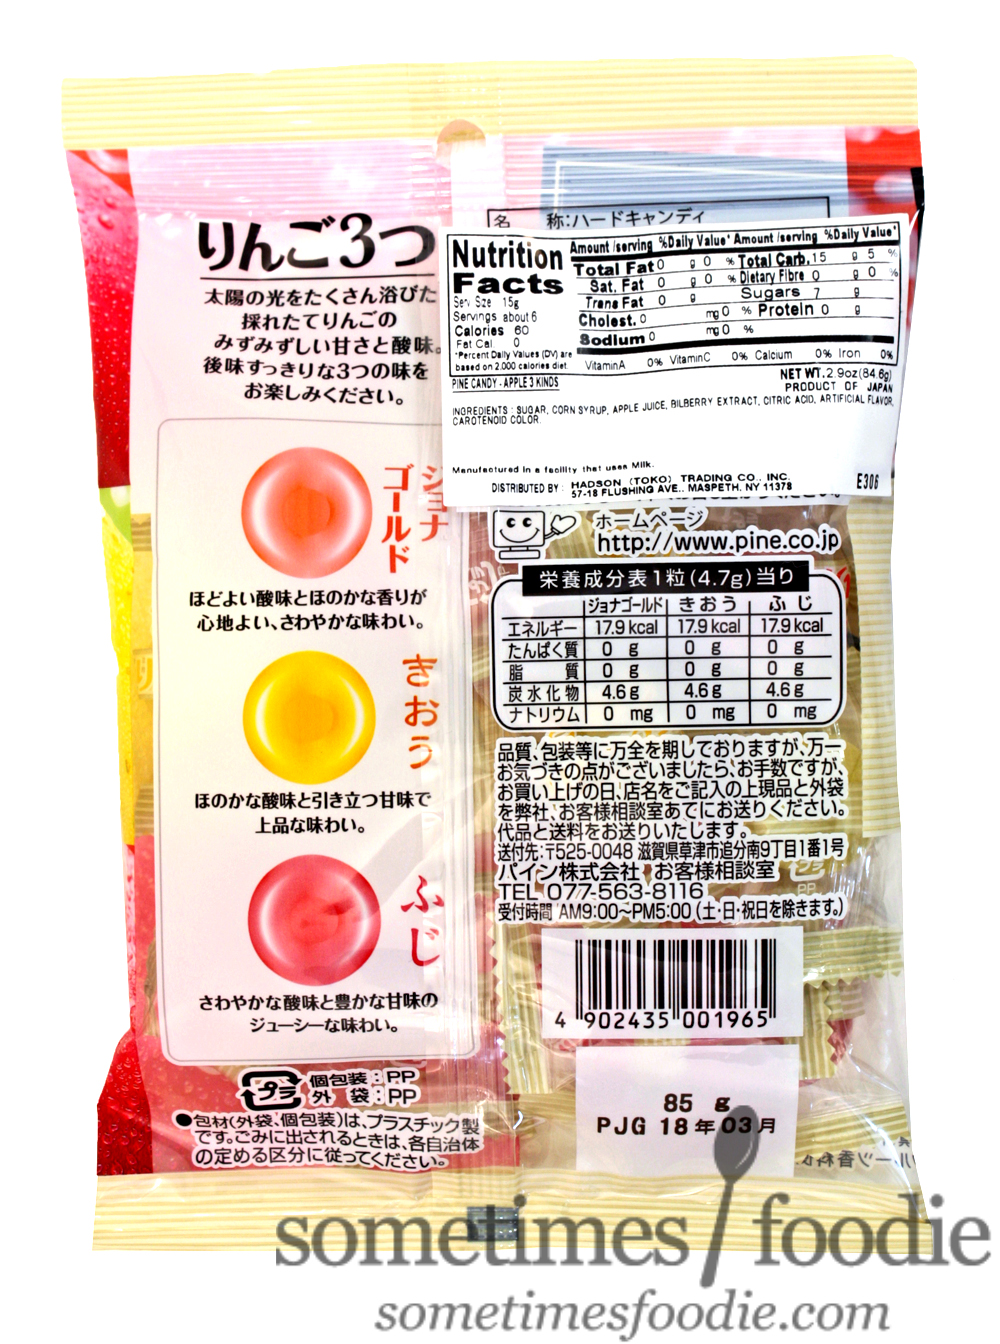 りんご3つ
太陽の光をたくさん浴びた
採れたてりんごの
みずみずしい甘さと酸味。
後味すっきりな3つの味を
お楽しみください。
ジョナ
ゴールド
ほどよい酸味とほのかな香りが
心地よい、さわやかな味わい。
きおう
ほのかな酸味と引き立つ甘味で
上品な味わい。
ふじ
さわやかな酸味と豊かな甘味の
ジューシーな味わい。
プラ
個包装:PP
外 袋:PP
●包材(外袋、個包装)は、プラスチック製
です。ごみに出されるときは、各自治体
の定める区分に従ってください。
名 称:ハードキャンディ
Nutrition Facts
Serv Size 15g
Servings about 6
Calories 60
Fat Cal 0
*Percent Daily Values (DV) are
based on 2,000 calories diet.
Amount /serving %Daily Value* Amount /serving %Daily Value*
Total Fat 0 g 0 % Total Carb. 15 g 5 %
Sat. Fat 0 g 0 % Dietary Fibre 0 g 0 %
Trans Fat 0 g Sugars 7 g
Cholest. 0 mg 0 % Protein 0 g
Sodium 0 mg 0 %
VitaminA 0% VitaminC 0% Calcium 0% Iron 0%
NET WT. 2.9oz(84.6g)
PRODUCT OF JAPAN
PINE CANDY - APPLE 3 KINDS
INGREDIENTS : SUGAR, CORN SYRUP, APPLE JUICE, BILBERRY EXTRACT, CITRIC ACID, ARTIFICIAL FLAVOR,
CAROTENOID COLOR.
Manufactured in a facility that uses Milk.
DISTRIBUTED BY : HADSON (TOKO) TRADING CO., INC.
57-18 FLUSHING AVE., MASPETH, NY 11378
E306
ホームページ
http://www.pine.co.jp
栄養成分表1粒(4.7g)当り
ジョナゴールド きおう ふじ
エネルギー 17.9kcal 17.9kcal 17.9kcal
たんぱく質 0 g 0 g 0 g
脂 質 0 g 0 g 0 g
炭水化物 4.6g 4.6g 4.6g
ナトリウム 0 mg 0 mg 0 mg
品質、包装等に万全を期しておりますが、万一
お気づきの点がございましたら、お手数ですが、
お買い上げの日、店名をご記入の上現品と外袋
を弊社、お客様相談室あてにお送りください。
代品と送料をお送りいたします。
送付先:〒525-0048 滋賀県草津市追分南9丁目1番1号
パイン株式会社 お客様相談室
TEL 077-563-8116
受付時間 AM9:00~PM5:00 (土・日・祝日を除きます。)
4 902435 001965
85 g
PJG 18年03月
sometimes foodie
sometimesfoodie.com